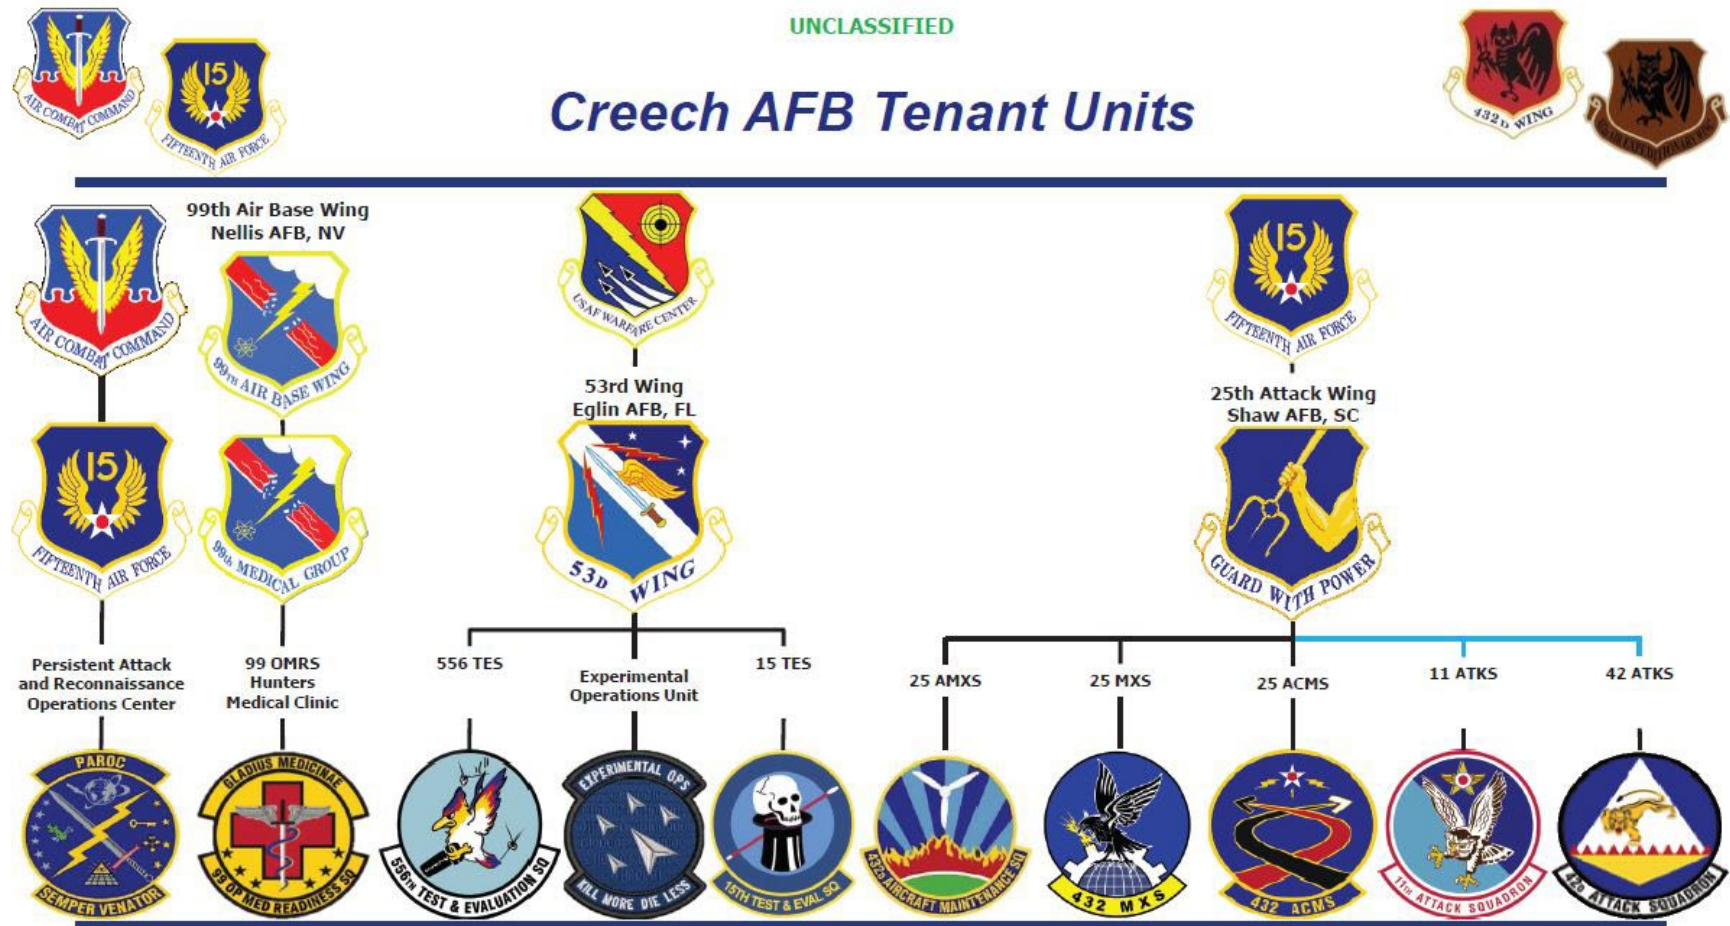 UNCLASSIFIED
Creech AFB Tenant Units
AIR COMBAT COMMAND
15
FIFTEENTH AIR FORCE
432D WING
AIR COMBAT COMMAND
15
FIFTEENTH AIR FORCE
Persistent Attack
and Reconnaissance
Operations Center
PAROC
SEMPER VENATOR
99th Air Base Wing
Nellis AFB, NV
99TH AIR BASE WING
99th MEDICAL GROUP
99 OMRS
Hunters
Medical Clinic
GLADIUS MEDICINAE
99 OP MED READINESS SQ
USAF WARFARE CENTER
53rd Wing
Eglin AFB, FL
53D WING
556 TES
556TH TEST & EVALUATION SQ
Experimental
Operations Unit
EXPERIMENTAL OPS
KILL MORE DIE LESS
15 TES
15TH TEST & EVAL SQ
15
FIFTEENTH AIR FORCE
25th Attack Wing
Shaw AFB, SC
GUARD WITH POWER
25 AMXS
432D AIRCRAFT MAINTENANCE SQ
25 MXS
432 MXS
25 ACMS
432 ACMS
11 ATKS
11TH ATTACK SQUADRON
42 ATKS
42D ATTACK SQUADRON